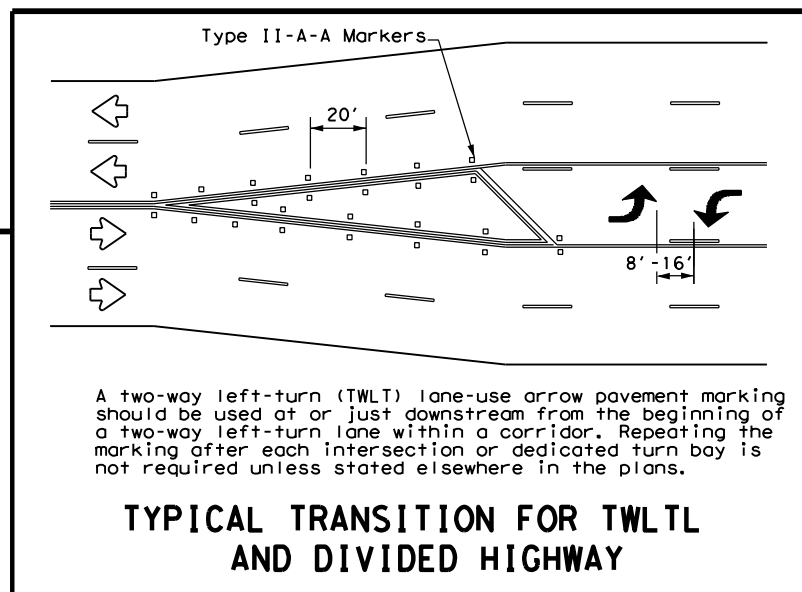 Type II-A-A Markers
20'
8' -16'
A two-way left-turn (TWLT) lane-use arrow pavement marking
should be used at or just downstream from the beginning of
a two-way left-turn lane within a corridor. Repeating the
marking after each intersection or dedicated turn bay is
not required unless stated elsewhere in the plans.
TYPICAL TRANSITION FOR TWLTL
AND DIVIDED HIGHWAY